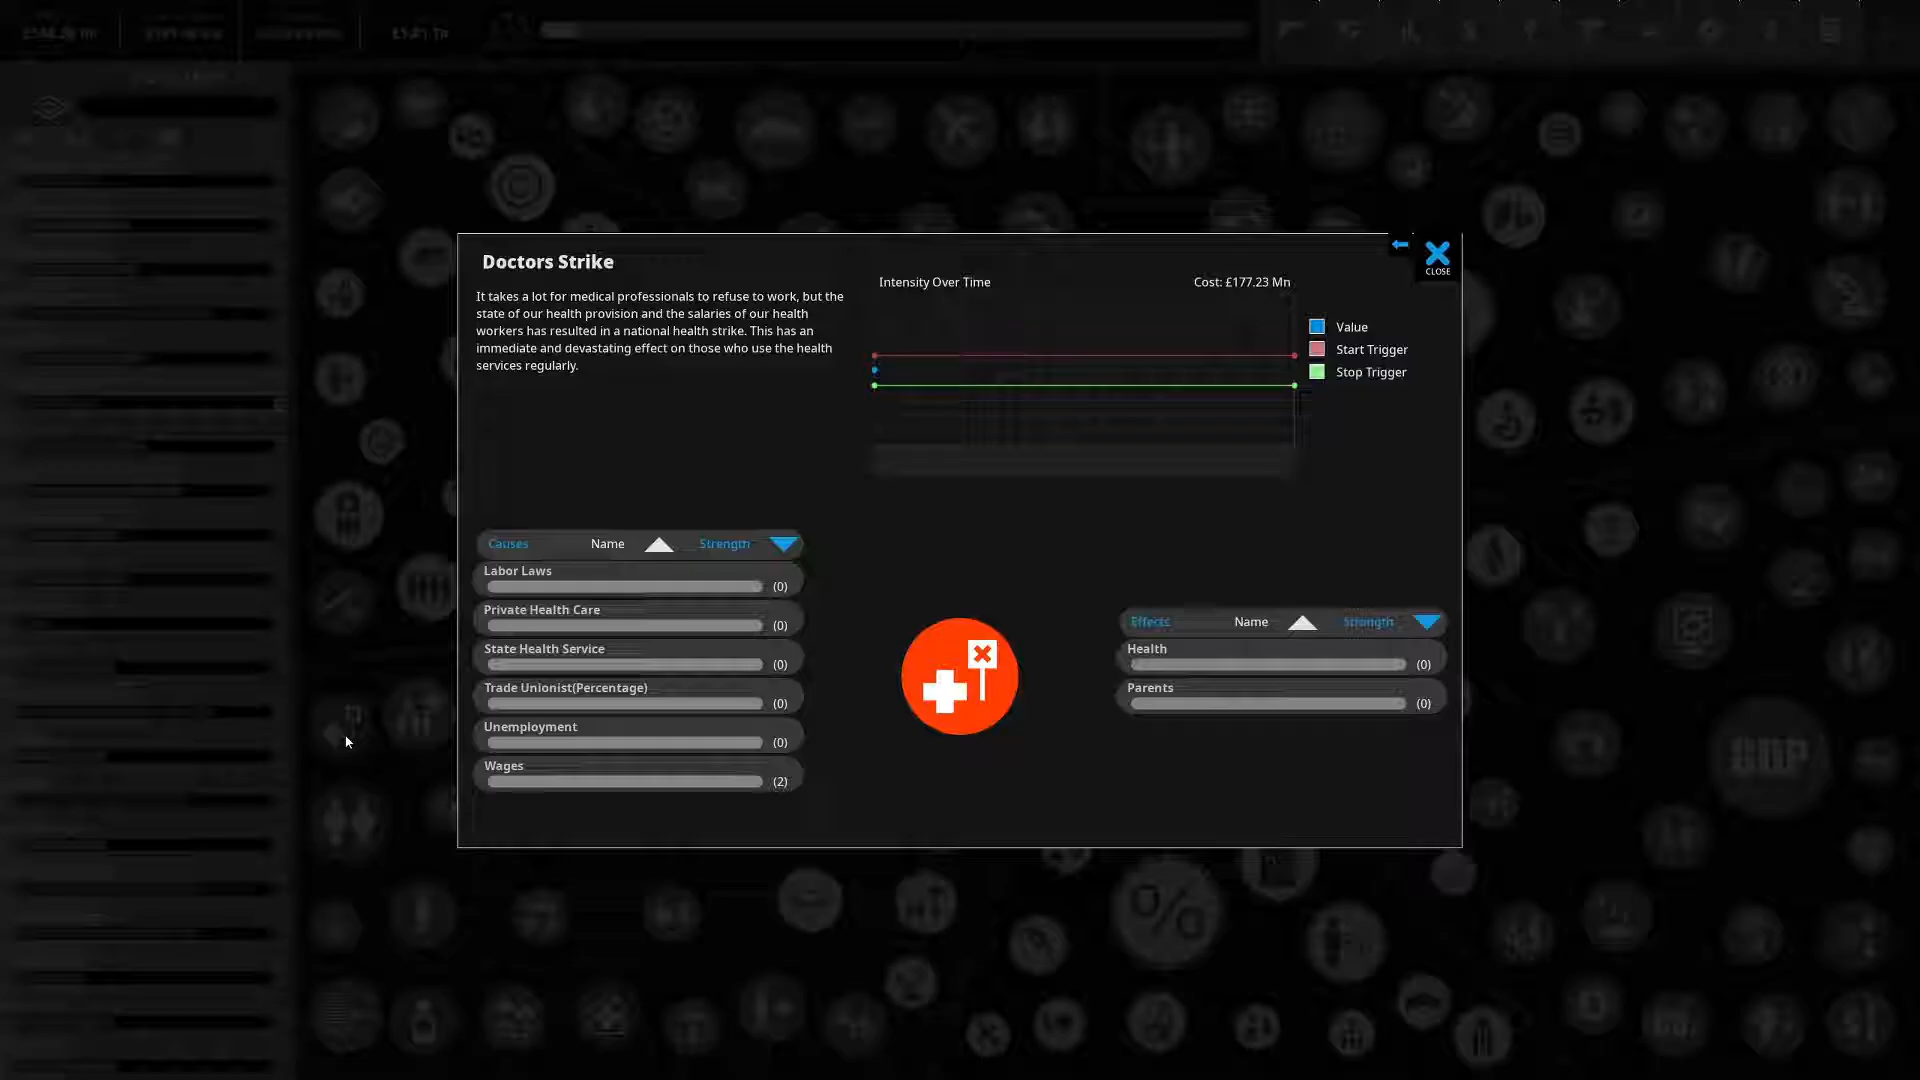 Doctors Strike
CLOSE
It takes a lot for medical professionals to refuse to work, but the
state of our health provision and the salaries of our health
workers has resulted in a national health strike. This has an
immediate and devastating effect on those who use the health
services regularly.
Intensity Over Time
Cost: £177.23 Mn
Value
Start Trigger
Stop Trigger
Causes Name Strength
Labor Laws
(0)
Private Health Care
(0)
State Health Service
(0)
Trade Unionist(Percentage)
(0)
Unemployment
(0)
Wages
(2)
Effects Name Strength
Health
(0)
Parents
(0)
GDP
%